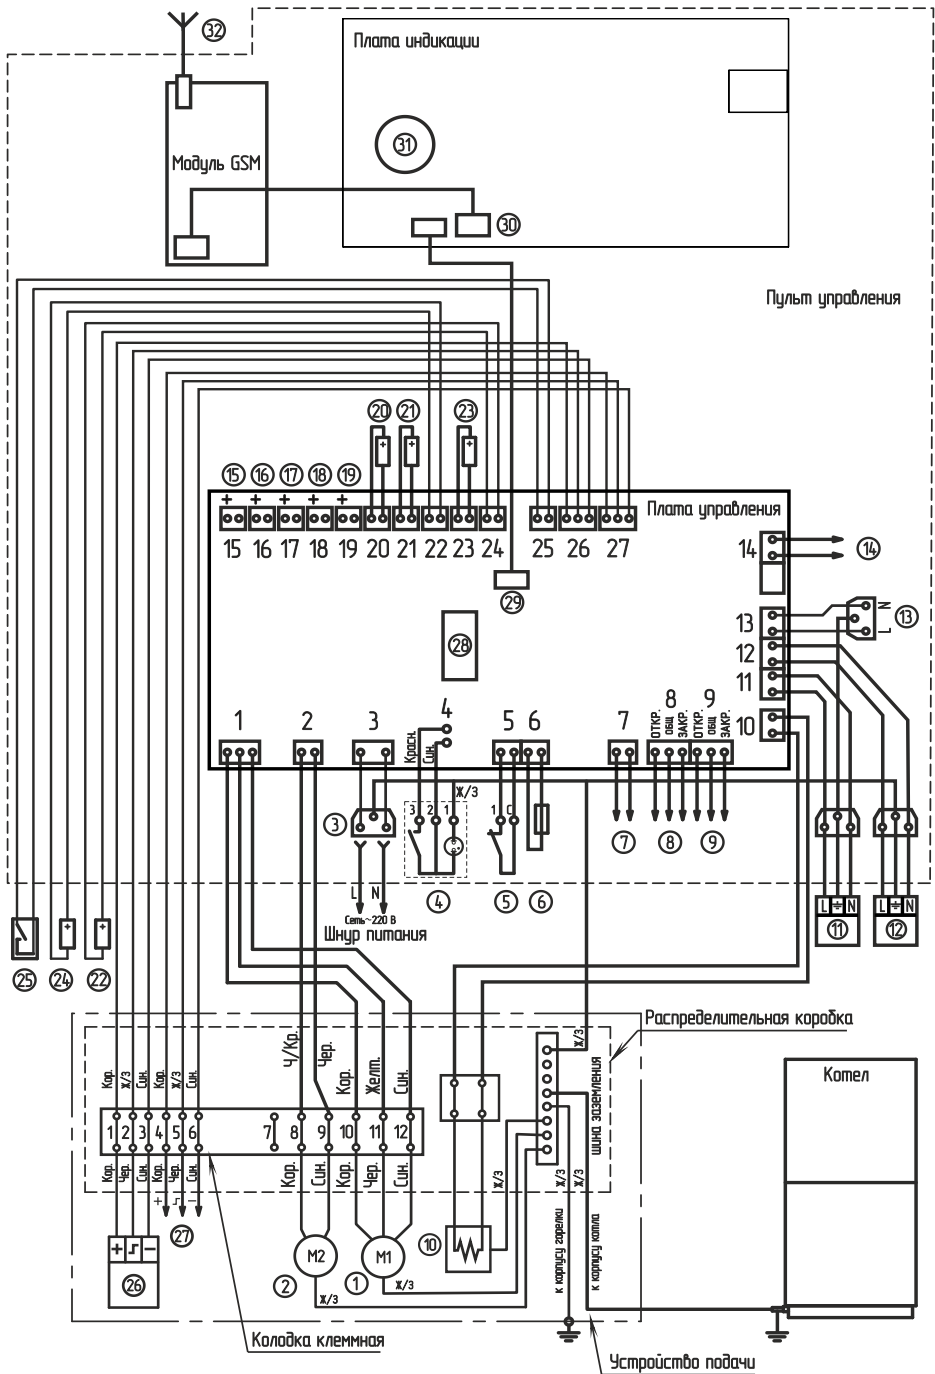 32
Плата индикации
31
Модуль GSM
30
Пульт управления
20 21 23
15 16 17 18 19
+ + + + +
Плата управления
15 16 17 18 19 20 21 22 23 24 25 26 27
14
14
29
13
N
L
13
12
28
11
10
1 2 3 4 5 6 7 8 9
Красн.
Син.
ОТКР.
ОБЩ
ЗАКР.
ОТКР.
ОБЩ
ЗАКР.
Ж/З
3 2 1
1 С
3
7 8 9
L N
4 5 6
Сеть~220 В
Шнур питания
L N
L N
11 12
25 24 22
Распределительная коробка
Ж/З
Ч/Кр.
Чер.
Кор.
Желт.
Син.
Кор.
Ж/З
Син.
Кор.
Ж/З
Син.
шина заземления
Котел
1 2 3 4 5 6 7 8 9 10 11 12
Кор.
Чер.
Син.
Кор.
Чер.
Син.
Кор.
Син.
Кор.
Чер.
Син.
Ж/З
Ж/З
Ж/З
+ −
27
+ −
26
М2
М1
10
2
1
Ж/З
Ж/З
к корпусу горелки
к корпусу котла
Колодка клеммная
Устройство подачи